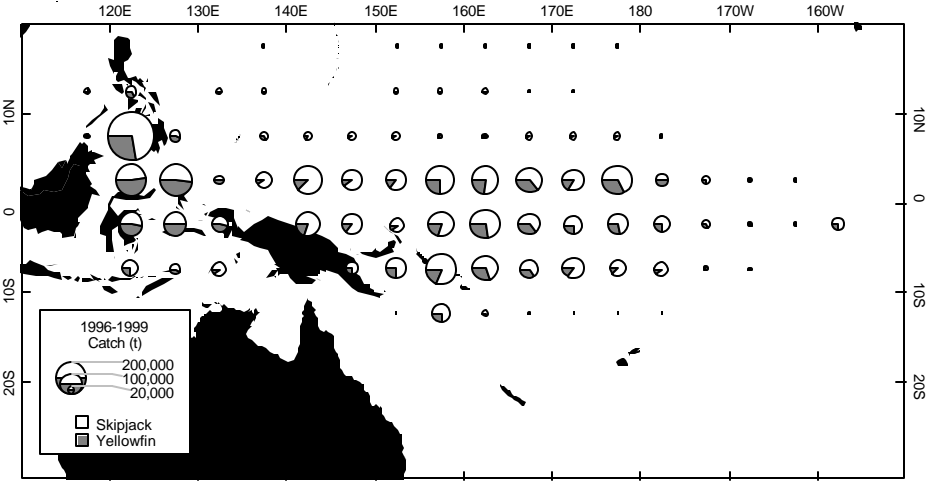 120E 130E 140E 150E 160E 170E 180 170W 160W
10N 10N
0 0
10S 10S
20S 20S
1996-1999
Catch (t)
200,000
100,000
20,000
Skipjack
Yellowfin